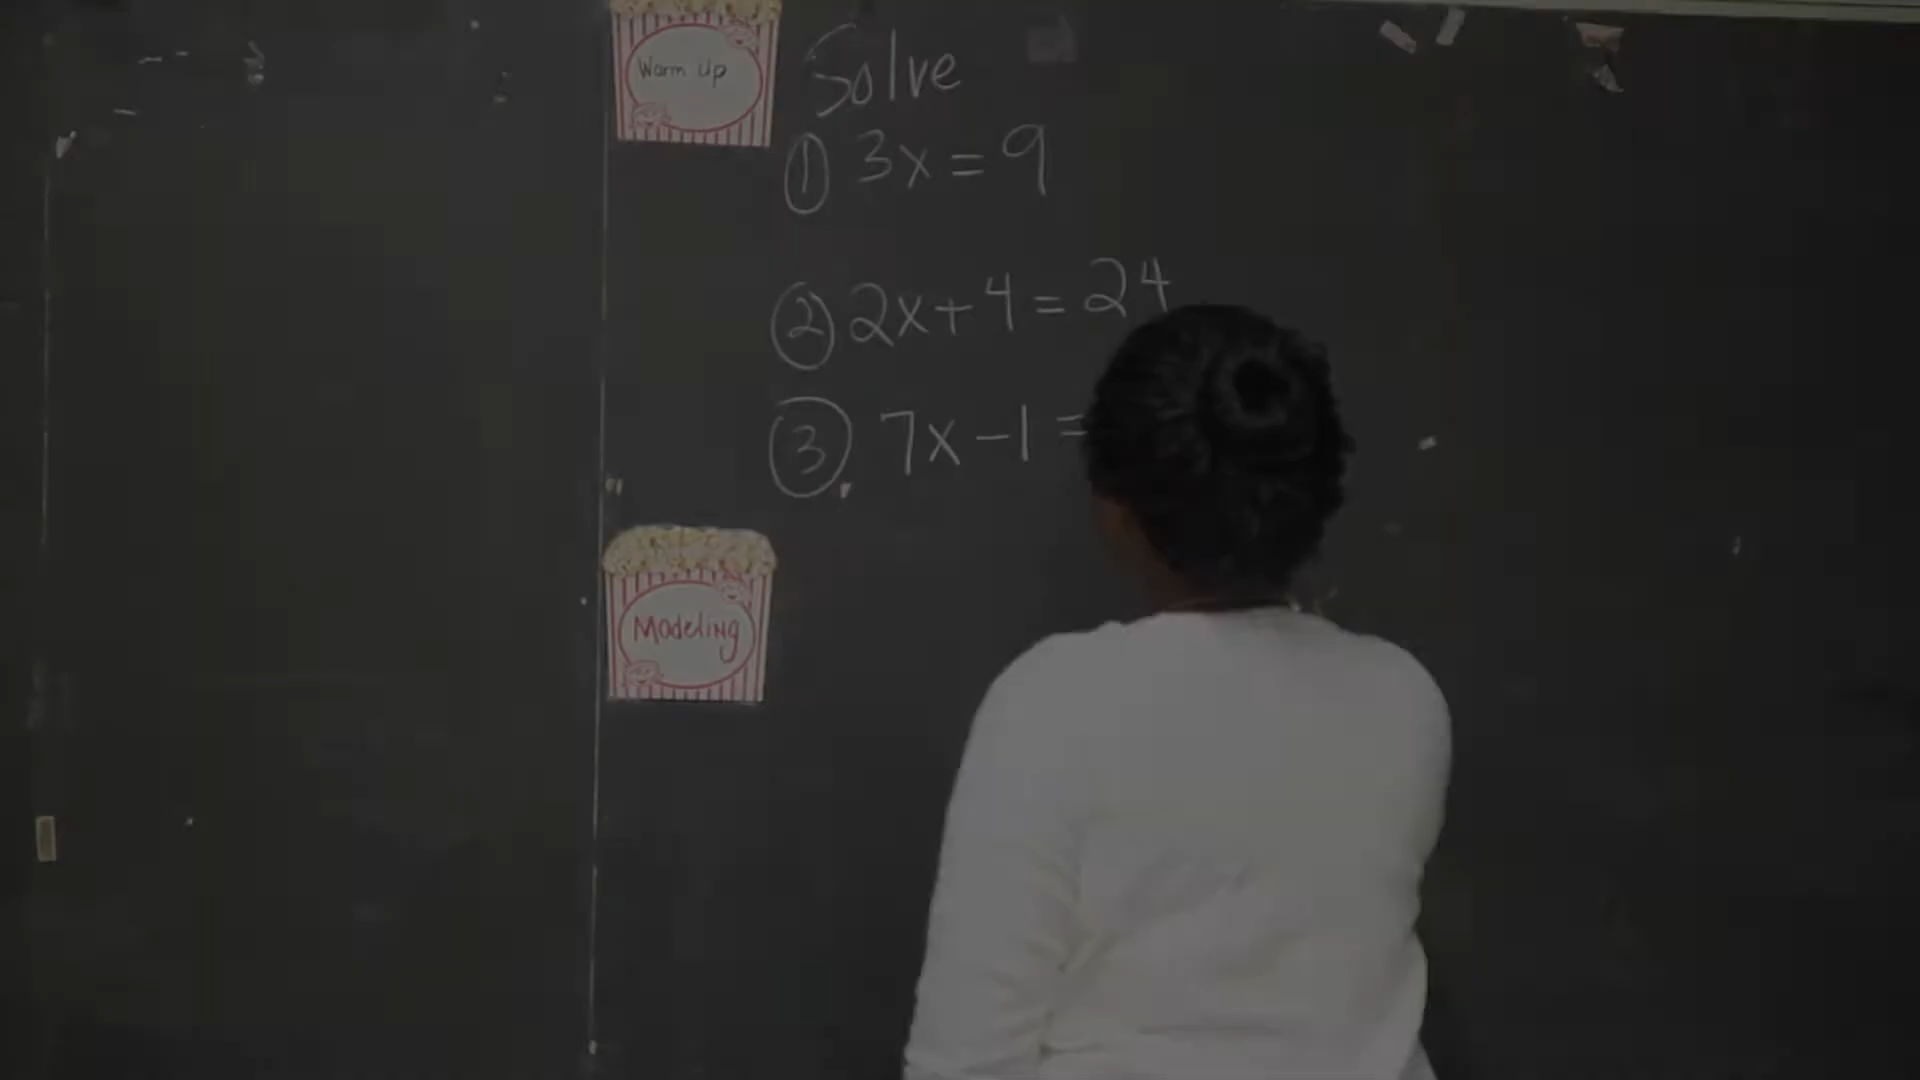 Warm Up
Solve
① 3x = 9
② 2x + 4 = 24
③. 7x - 1 =
Modeling